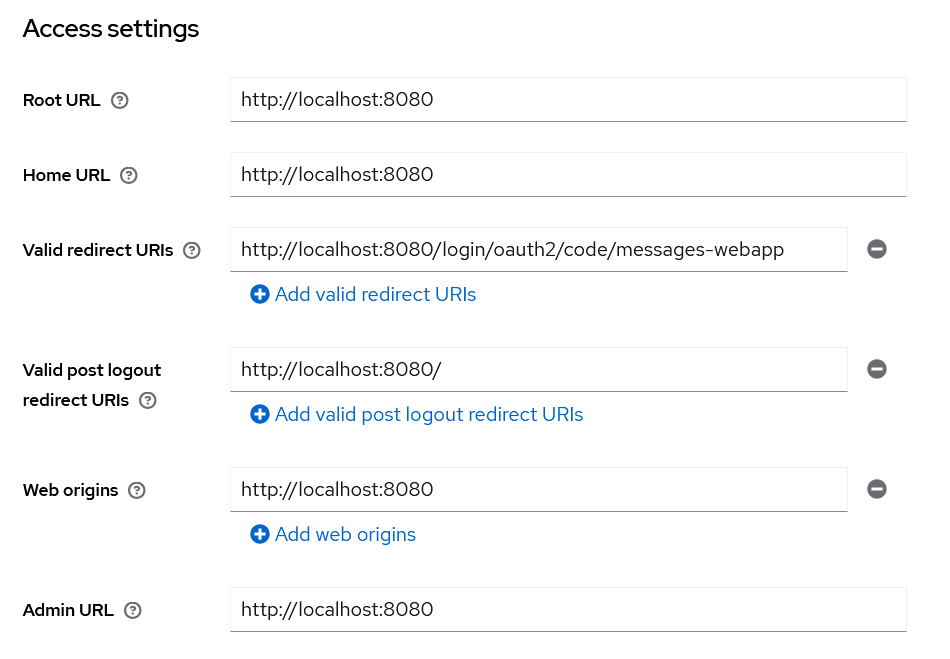 Access settings
Root URL
http://localhost:8080
Home URL
http://localhost:8080
Valid redirect URIs
http://localhost:8080/login/oauth2/code/messages-webapp
Add valid redirect URIs
Valid post logout
redirect URIs
http://localhost:8080/
Add valid post logout redirect URIs
Web origins
http://localhost:8080
Add web origins
Admin URL
http://localhost:8080